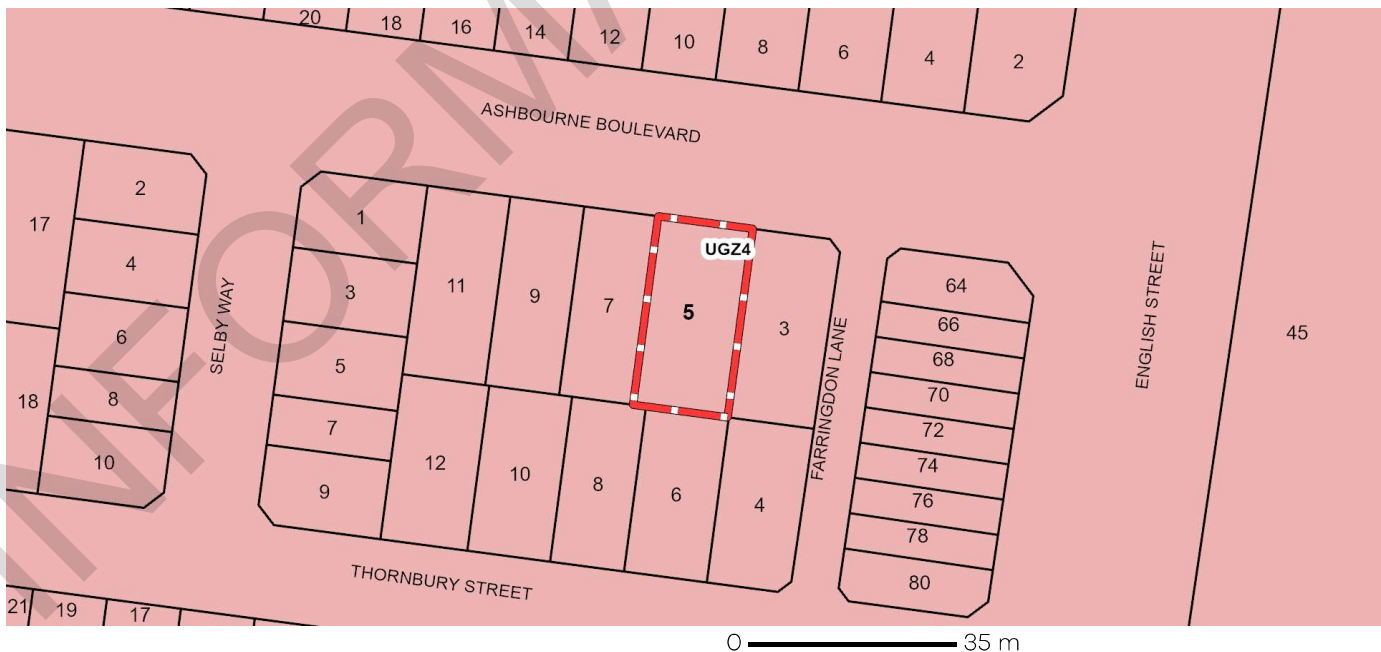 20 18 16 14 12 10 8 6 4 2
ASHBOURNE BOULEVARD
17 2
4
6
8
18
10
SELBY WAY
1
3
5
7
9
11 9 7 5 3
UGZ4
12 10 8 6 4
FARRINGDON LANE
64
66
68
70
72
74
76
78
80
ENGLISH STREET
45
THORNBURY STREET
21 19 17
INFORMA
0 35 m